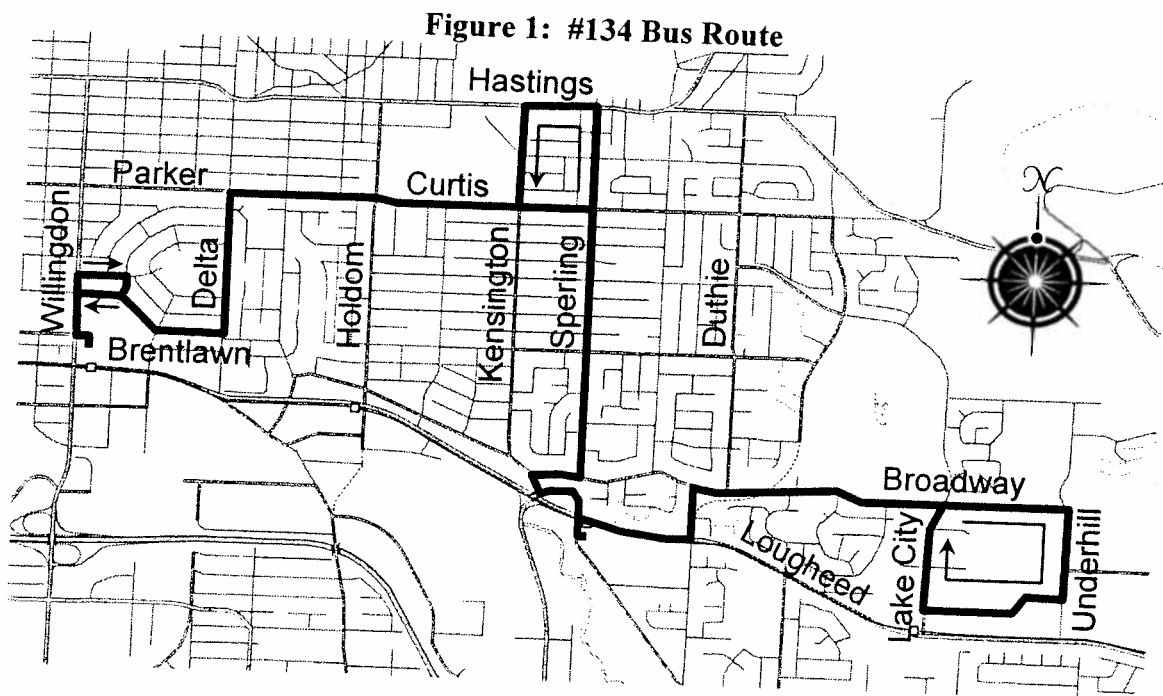 Figure 1: #134 Bus Route
Hastings
Parker
Curtis
Willingdon
Delta
Holdom
Kensington
Sperling
Duthie
N
Brentlawn
Broadway
Lougheed
Lake City
Underhill